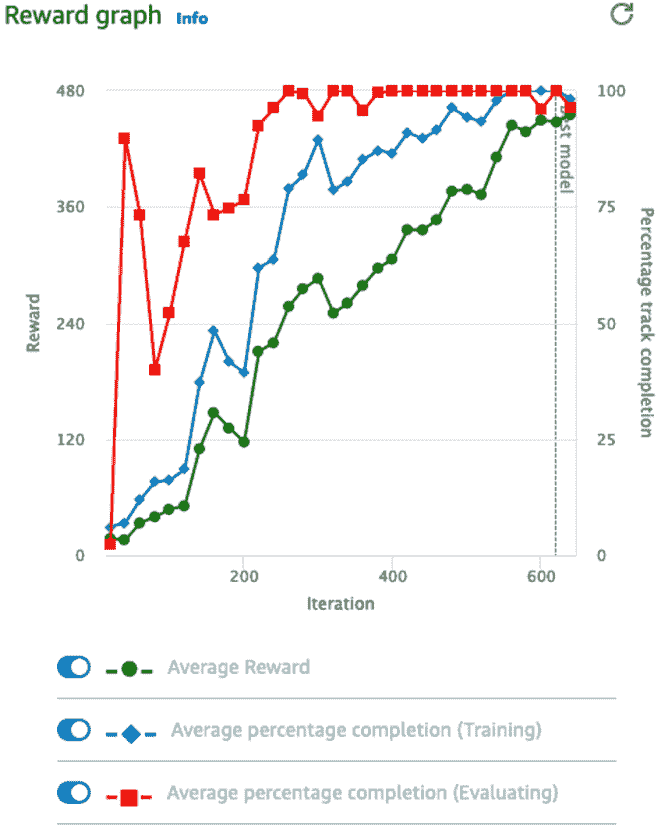 Reward graph Info
480 100
Best model
360 75
Reward
Percentage track completion
240 50
120 25
0 0
200 400 600
Iteration
Average Reward
Average percentage completion (Training)
Average percentage completion (Evaluating)